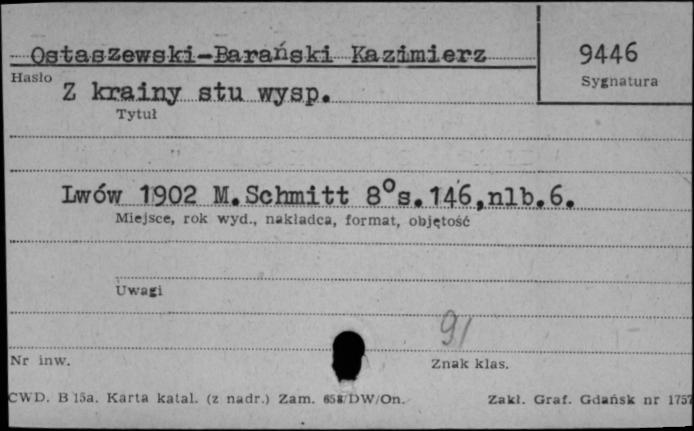 Ostaszewski-Barański Kazimierz
9446
Hasło
Sygnatura
Z krainy stu wysp.
Tytuł
Lwów 1902 M.Schmitt 8°s.146,nlb.6.
Miejsce, rok wyd., nakładca, format, objętość
Uwagi
91
Nr inw.
Znak klas.
CWD. B 15a. Karta katal. (z nadr.) Zam. 658/DW/On.
Zakł. Graf. Gdańsk nr 1757